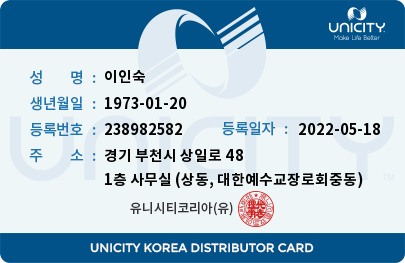 UNICITY
Make Life Better
성 명 : 이인숙
생년월일 : 1973-01-20
등록번호 : 238982582 등록일자 : 2022-05-18
주 소 : 경기 부천시 상일로 48
1층 사무실 (상동, 대한예수교장로회중동)
유니시티코리아(유)
UNICITY
UNICITY KOREA DISTRIBUTOR CARD